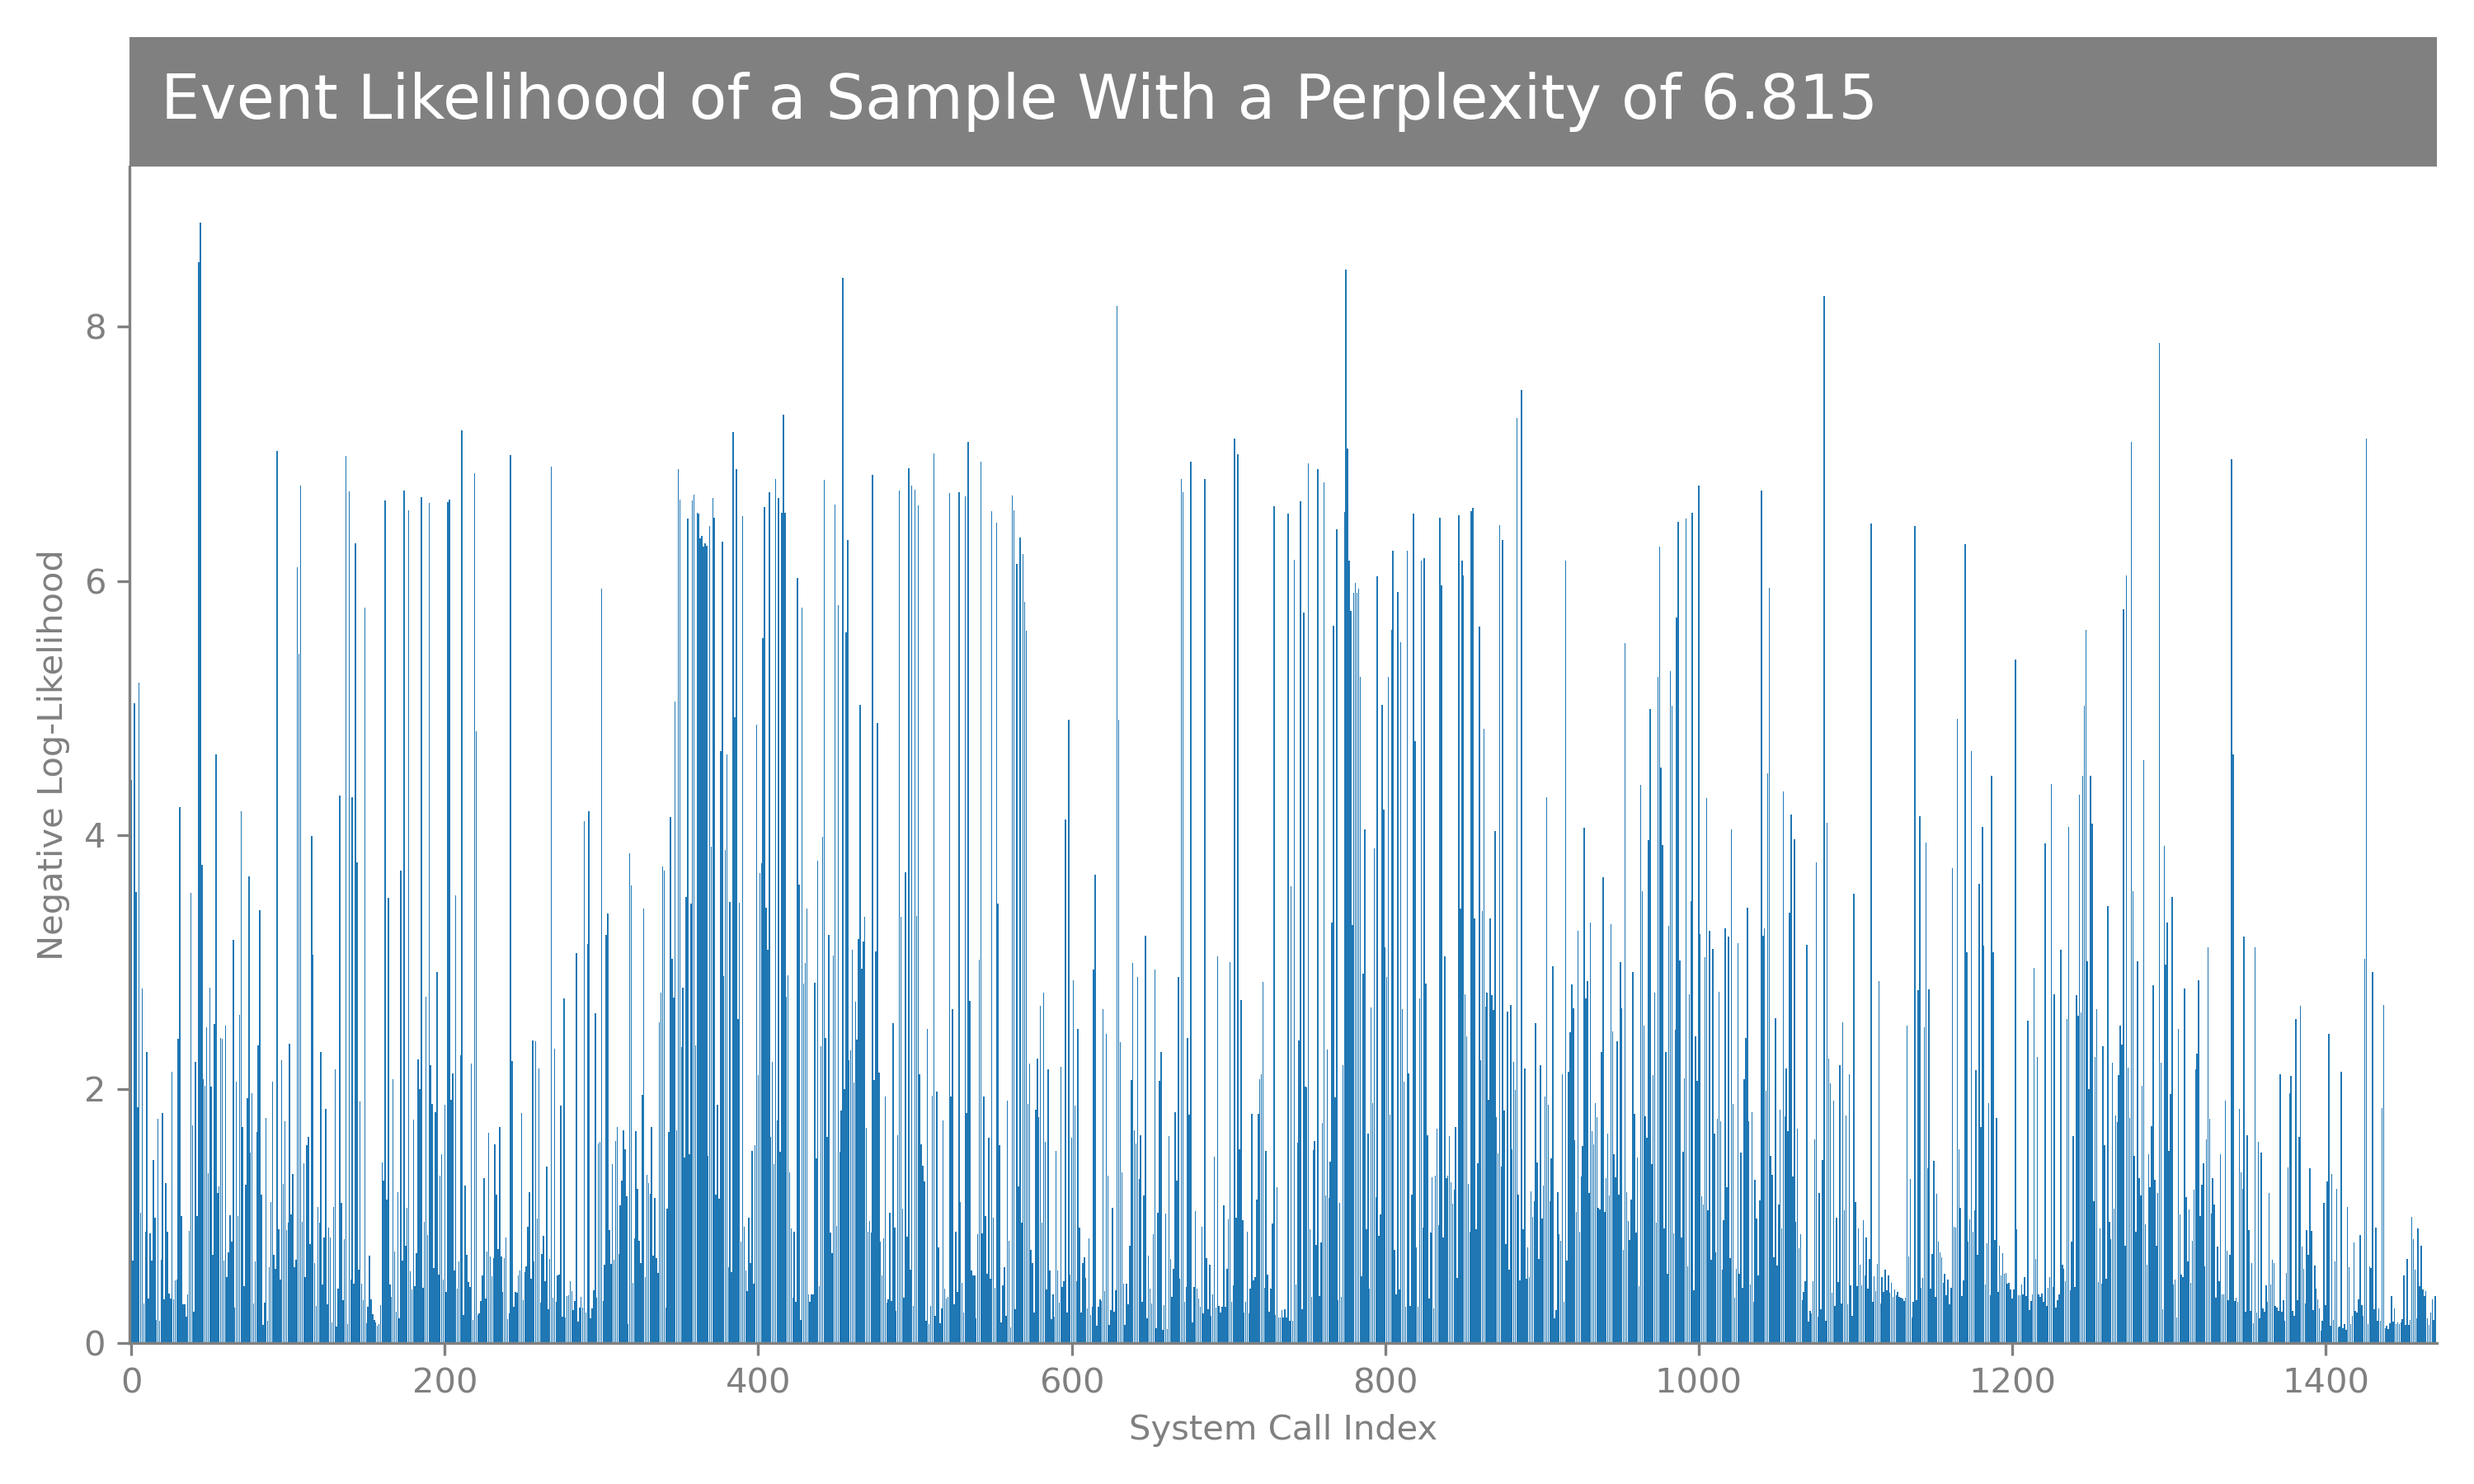 Event Likelihood of a Sample With a Perplexity of 6.815
Negative Log-Likelihood
8
6
4
2
0
0 200 400 600 800 1000 1200 1400
System Call Index